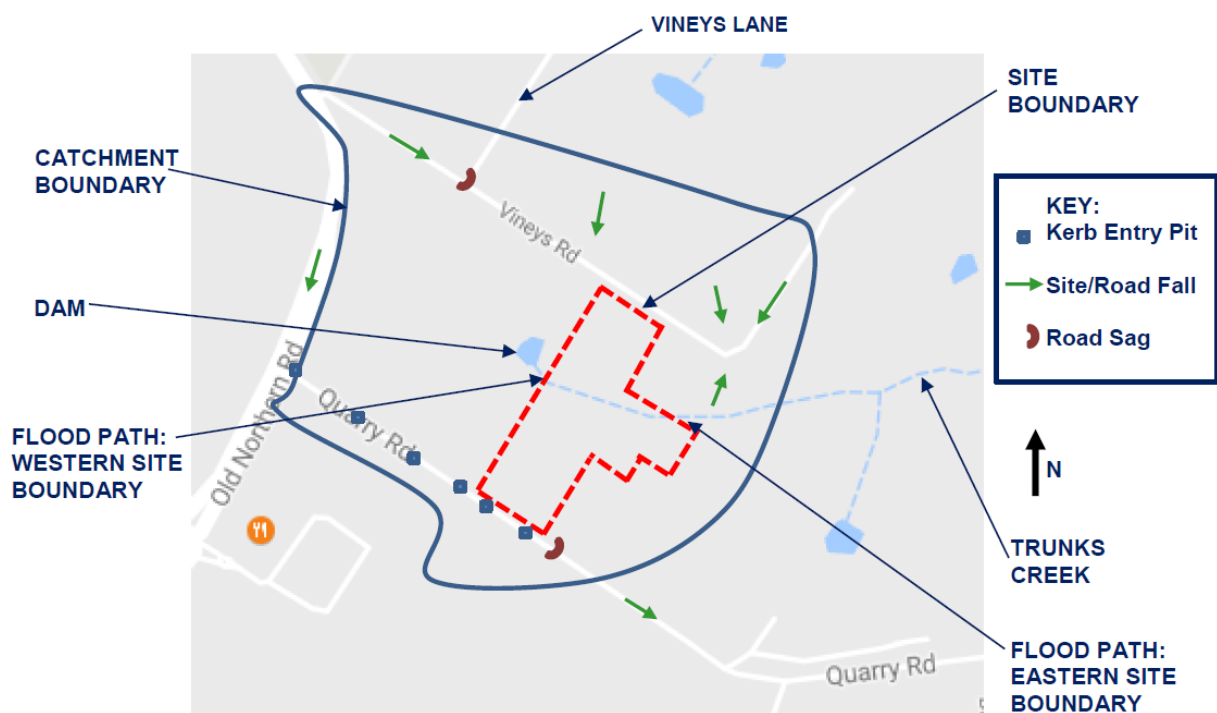 VINEYS LANE
SITE
BOUNDARY
CATCHMENT
BOUNDARY
KEY:
Kerb Entry Pit
Site/Road Fall
Road Sag
Vineys Rd
DAM
Old Northern Rd
Quarry Rd
FLOOD PATH:
WESTERN SITE
BOUNDARY
N
TRUNKS
CREEK
FLOOD PATH:
EASTERN SITE
BOUNDARY
Quarry Rd